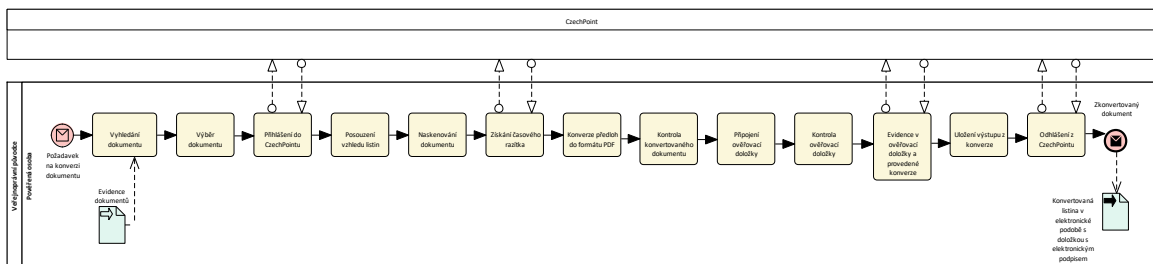 CzechPoint
Veřejnoprávní původce
Pověřená osoba
Požadavek
na konverzi
dokumentu
Vyhledání
dokumentu
Evidence
dokumentů
Výběr
dokumentu
Přihlášení do
CzechPointu
Posouzení
vzhledu listin
Naskenování
dokumentu
Získání časového
razítka
Konverze předloh
do formátu PDF
Kontrola
konvertovaného
dokumentu
Připojení
ověřovací
doložky
Kontrola
ověřovací
doložky
Evidence v
ověřovací
doložky a
provedené
konverze
Uložení výstupu z
konverze
Odhlášení z
CzechPointu
Zkonvertovaný
dokument
Konvertovaná
listina v
elektronické
podobě s
doložkou s
elektronickým
podpisem